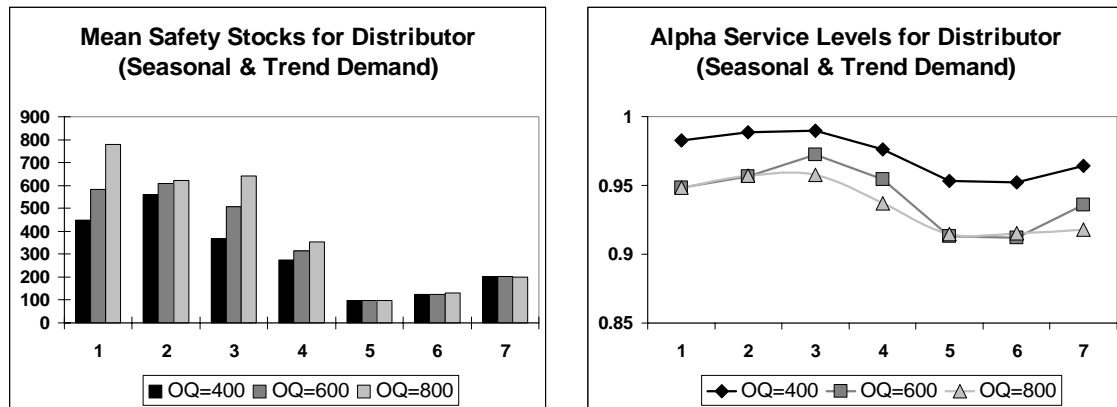 Mean Safety Stocks for Distributor
(Seasonal & Trend Demand)
900
800
700
600
500
400
300
200
100
0
1 2 3 4 5 6 7
OQ=400 OQ=600 OQ=800
Alpha Service Levels for Distributor
(Seasonal & Trend Demand)
1
0.95
0.9
0.85
1 2 3 4 5 6 7
OQ=400 OQ=600 OQ=800